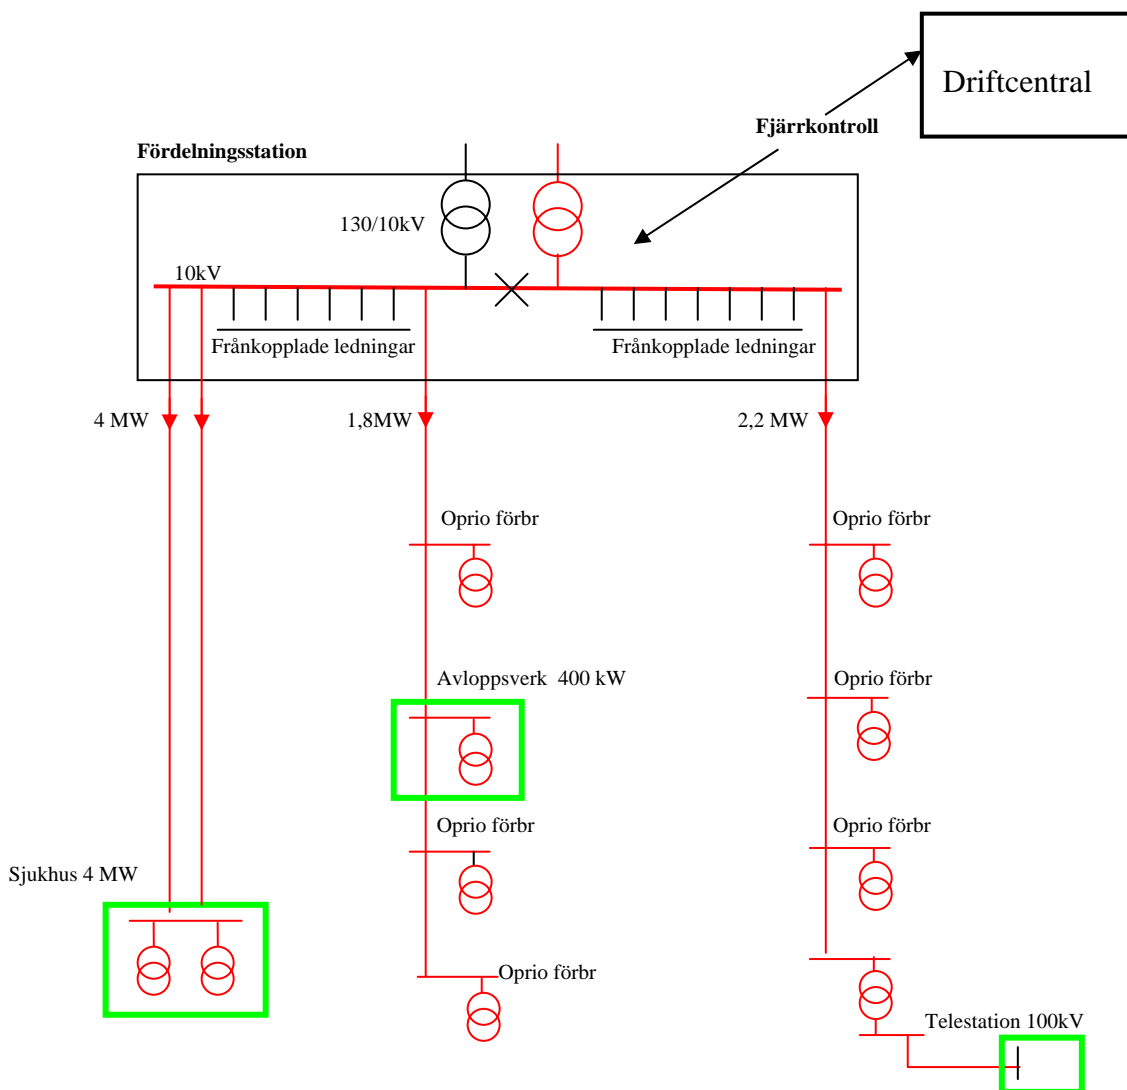 Driftcentral
Fjärrkontroll
Fördelningsstation
130/10kV
10kV
Frånkopplade ledningar
Frånkopplade ledningar
4 MW
1,8MW
2,2 MW
Oprio förbr
Oprio förbr
Avloppsverk 400 kW
Oprio förbr
Oprio förbr
Oprio förbr
Sjukhus 4 MW
Oprio förbr
Telestation 100kV